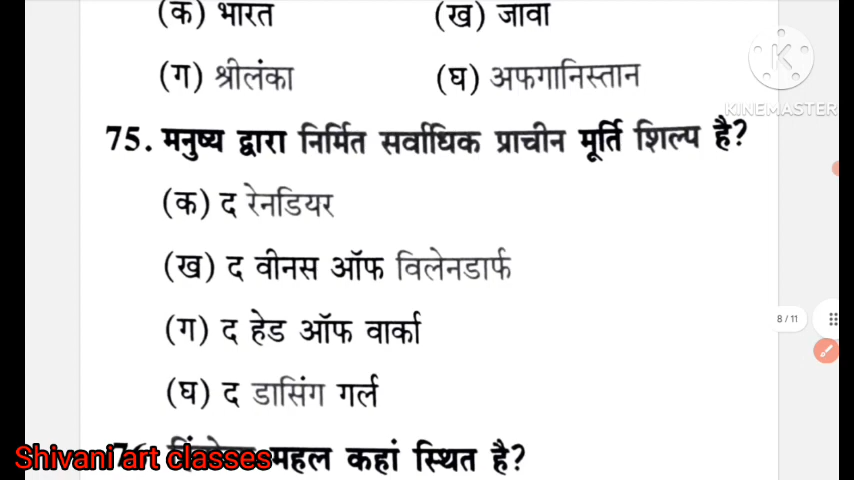 (क) भारत (ख) जावा
(ग) श्रीलंका (घ) अफगानिस्तान
KINEMASTER
75. मनुष्य द्वारा निर्मित सर्वाधिक प्राचीन मूर्ति शिल्प है?
(क) द रेनडियर
(ख) द वीनस ऑफ विलेनडार्फ
8 / 11
(ग) द हेड ऑफ वार्का
(घ) द डासिंग गर्ल
महल कहां स्थित है?
Shivani art classes